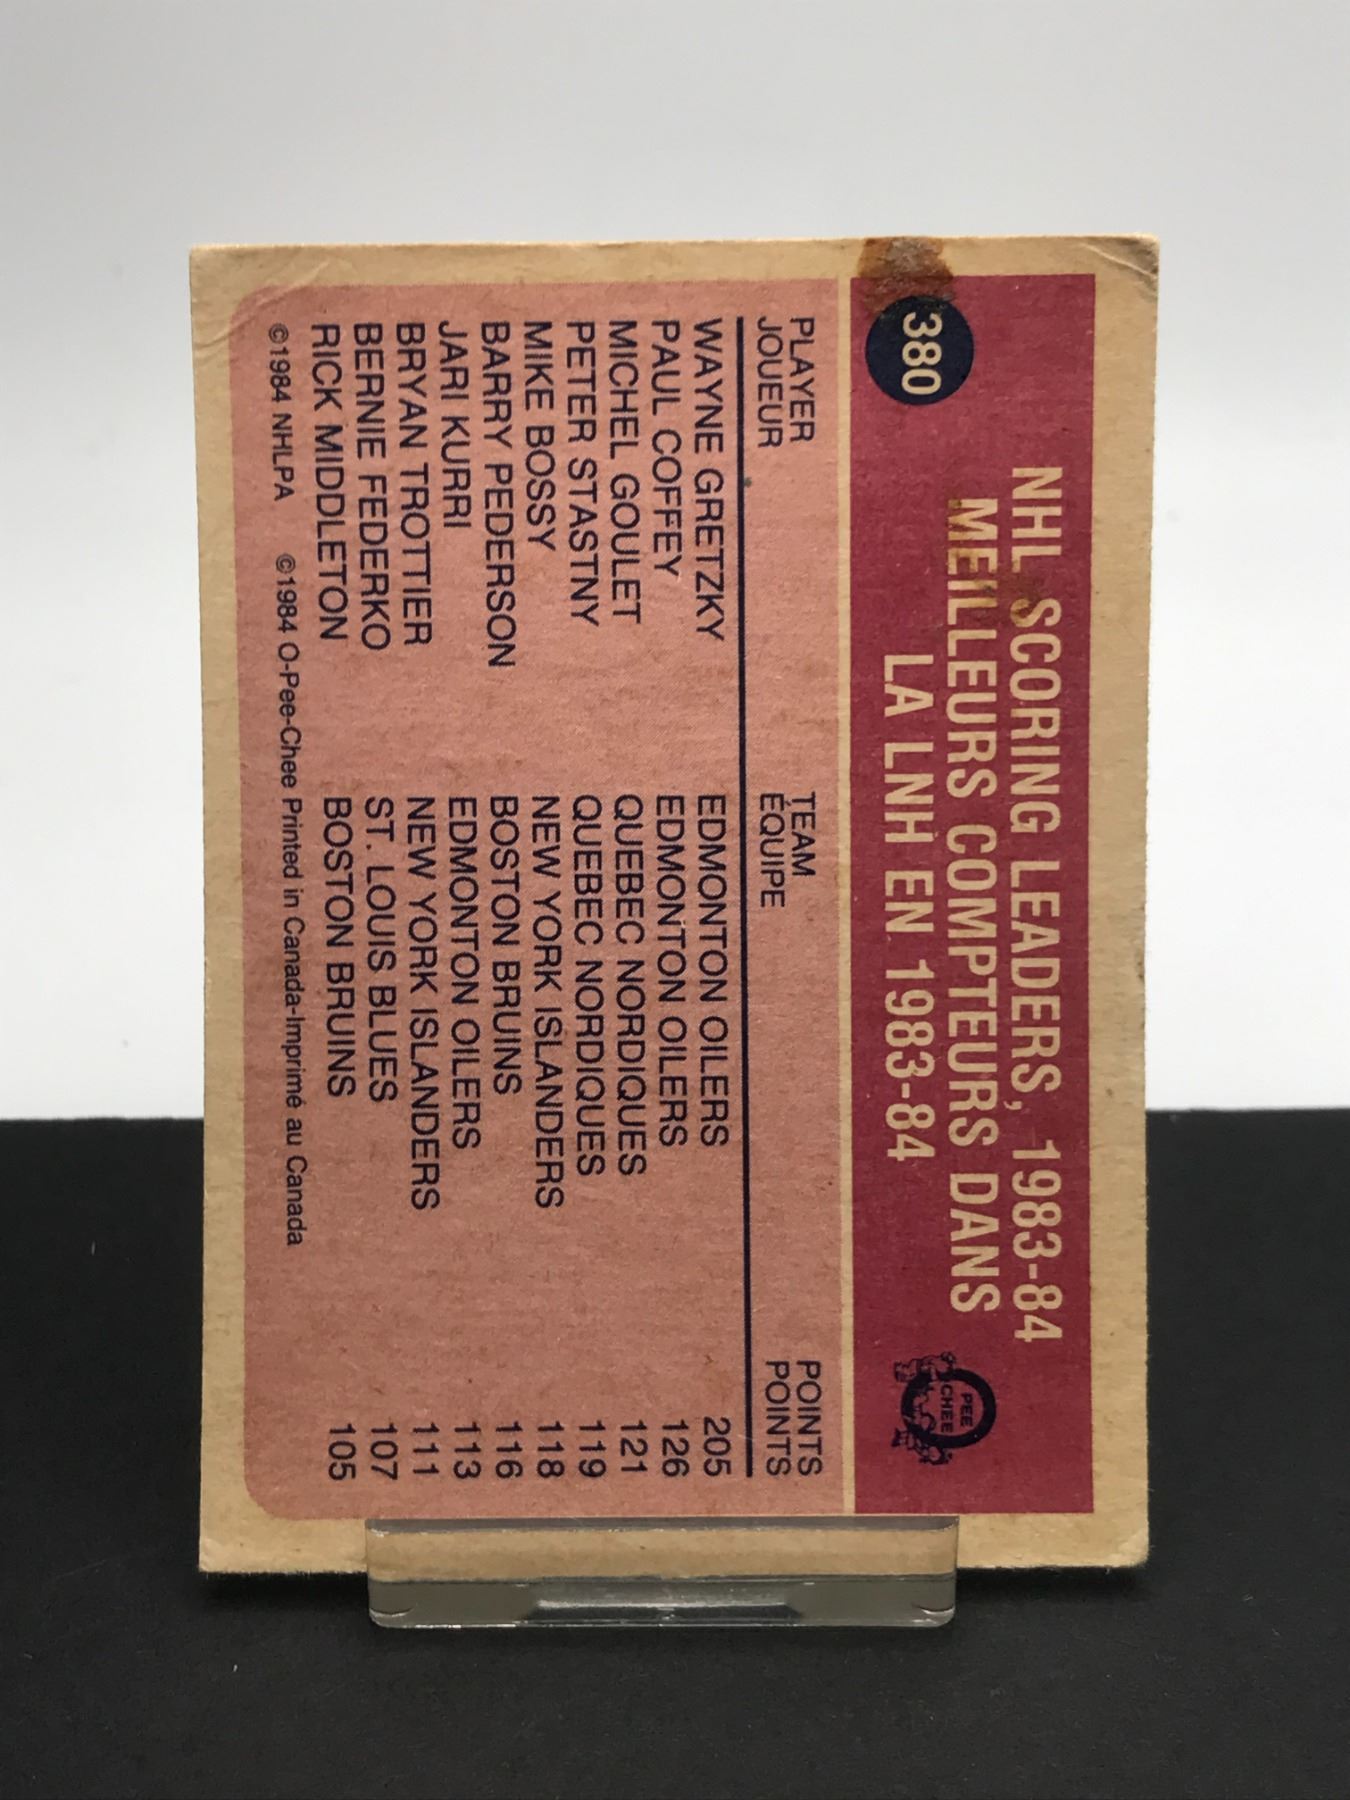 380
NHL SCORING LEADERS, 1983-84
MEILLEURS COMPTEURS DANS
LA LNH EN 1983-84
O PEE CHEE
PLAYER TEAM POINTS
JOUEUR ÉQUIPE POINTS
WAYNE GRETZKY EDMONTON OILERS 205
PAUL COFFEY EDMONTON OILERS 126
MICHEL GOULET QUEBEC NORDIQUES 121
PETER STASTNY QUEBEC NORDIQUES 119
MIKE BOSSY NEW YORK ISLANDERS 118
BARRY PEDERSON BOSTON BRUINS 116
JARI KURRI EDMONTON OILERS 113
BRYAN TROTTIER NEW YORK ISLANDERS 111
BERNIE FEDERKO ST. LOUIS BLUES 107
RICK MIDDLETON BOSTON BRUINS 105
©1984 NHLPA ©1984 O-Pee-Chee Printed in Canada-Imprimé au Canada